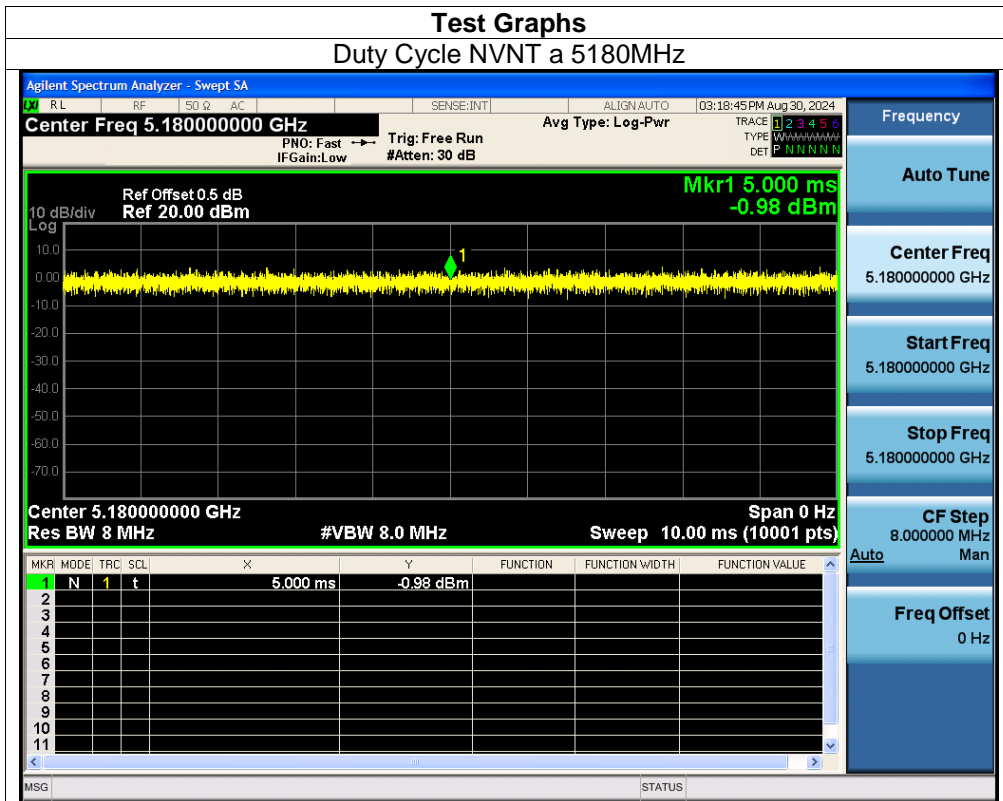 Test Graphs
Duty Cycle NVNT a 5180MHz
Agilent Spectrum Analyzer - Swept SA
LXI RL RF 50 Ω AC SENSE:INT ALIGN AUTO 03:18:45 PM Aug 30, 2024
Center Freq 5.180000000 GHz Avg Type: Log-Pwr TRACE 1 2 3 4 5 6
PNO: Fast Trig: Free Run TYPE WWWWWW
IFGain:Low #Atten: 30 dB DET P N N N N N
Frequency
Auto Tune
Mkr1 5.000 ms
Ref Offset 0.5 dB
10 dB/div Ref 20.00 dBm -0.98 dBm
Log
10.0
1
0.00
-10.0
-20.0
-30.0
-40.0
-50.0
-60.0
-70.0
Center Freq
5.180000000 GHz
Start Freq
5.180000000 GHz
Stop Freq
5.180000000 GHz
CF Step
8.000000 MHz
Auto Man
Freq Offset
0 Hz
Center 5.180000000 GHz Span 0 Hz
Res BW 8 MHz #VBW 8.0 MHz Sweep 10.00 ms (10001 pts)
MKR MODE TRC SCL X Y FUNCTION FUNCTION WIDTH FUNCTION VALUE
1 N 1 t 5.000 ms -0.98 dBm
2
3
4
5
6
7
8
9
10
11
MSG STATUS